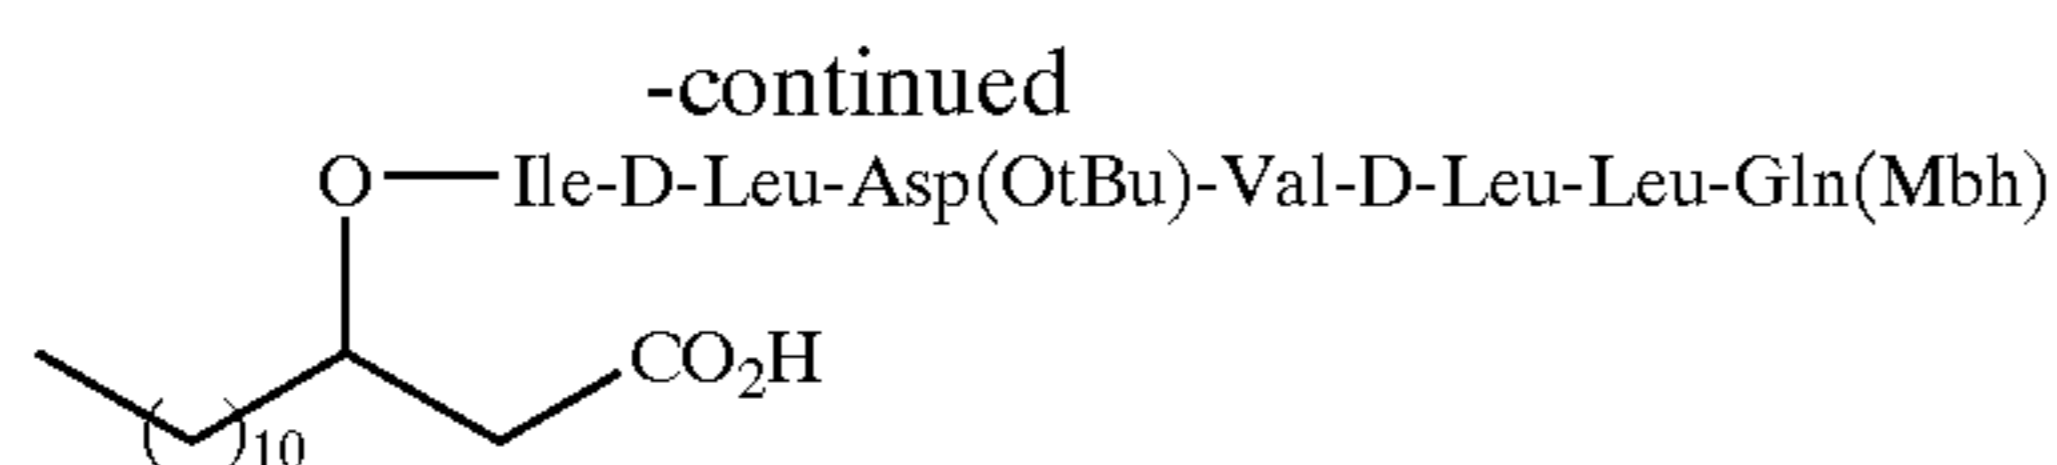 -continued
O—Ile-D-Leu-Asp(OtBu)-Val-D-Leu-Leu-Gln(Mbh)
CO₂H
( )₁₀